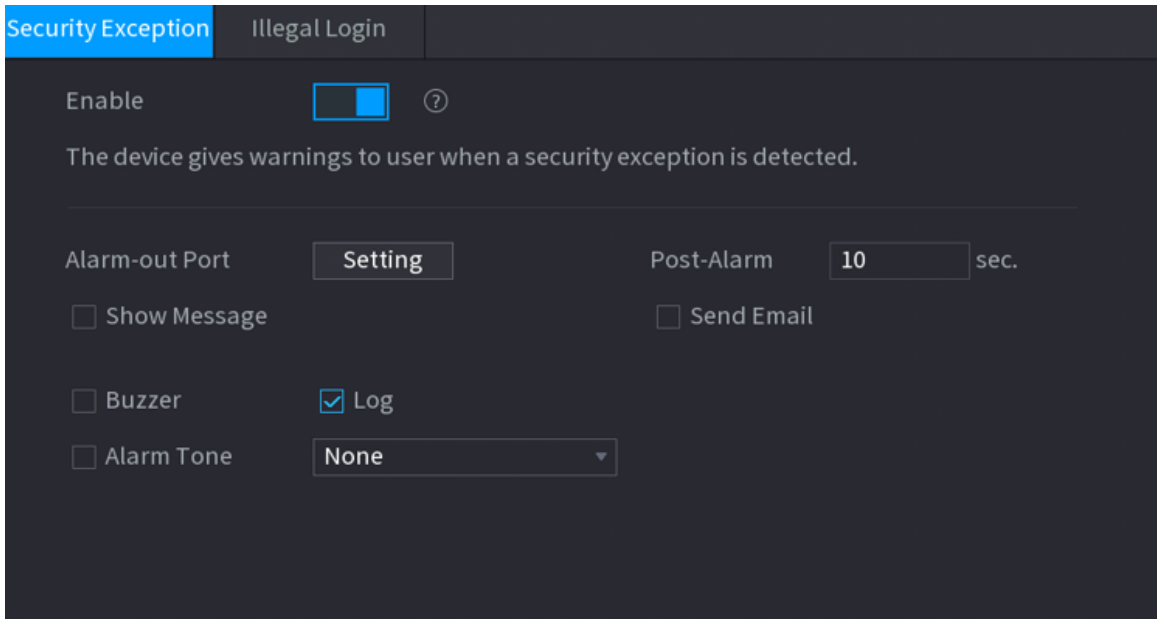 Security Exception Illegal Login
Enable ?
The device gives warnings to user when a security exception is detected.
Alarm-out Port Setting Post-Alarm 10 sec.
Show Message Send Email
Buzzer Log
Alarm Tone None